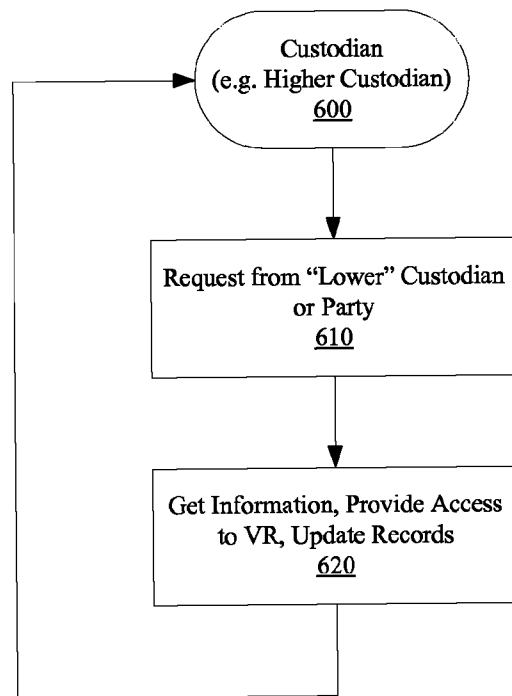 Custodian
(e.g. Higher Custodian)
600
Request from “Lower” Custodian
or Party
610
Get Information, Provide Access
to VR, Update Records
620